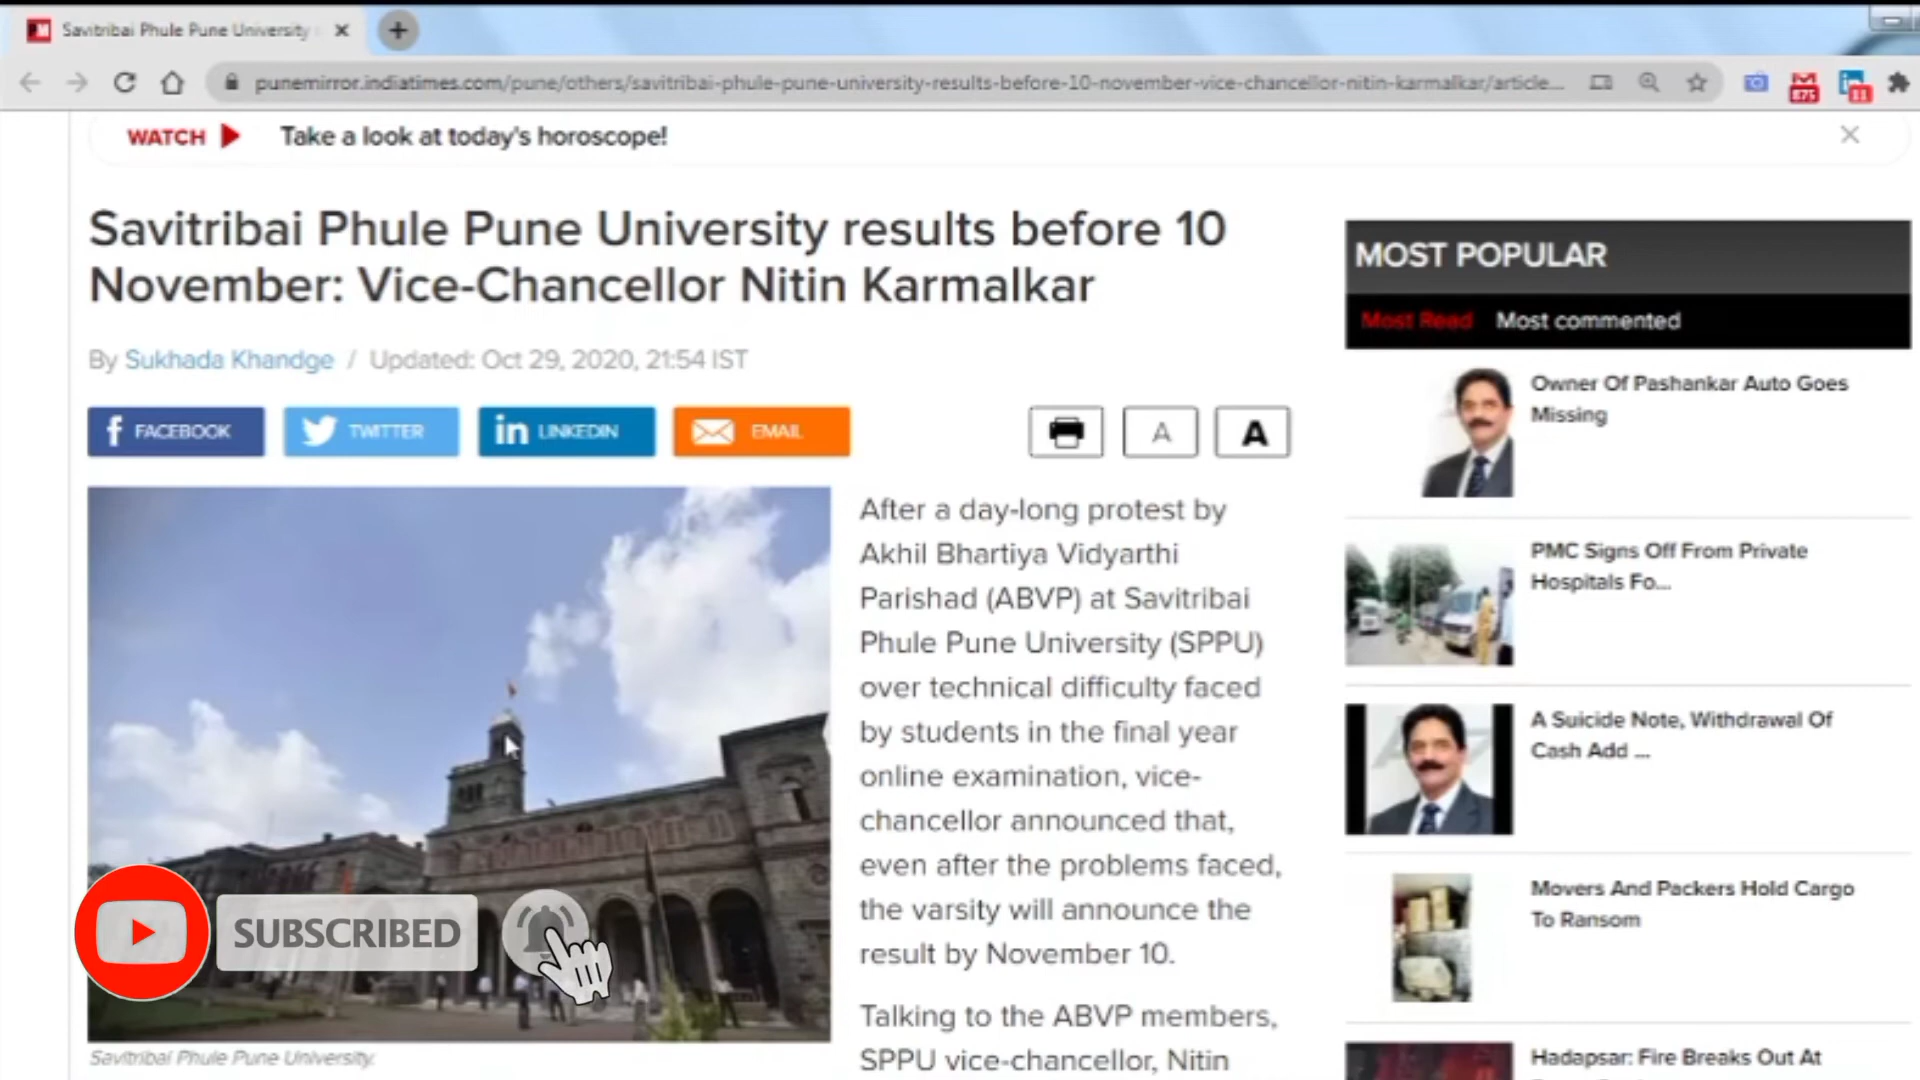 Savitribai Phule Pune University
punemirror.indiatimes.com/pune/others/savitribai-phule-pune-university-results-before-10-november-vice-chancellor-nitin-karmalkar/article...
875
11
WATCH
Take a look at today's horoscope!
Savitribai Phule Pune University results before 10
November: Vice-Chancellor Nitin Karmalkar
By Sukhada Khandge / Updated: Oct 29, 2020, 21:54 IST
FACEBOOK
TWITTER
in LINKEDIN
EMAIL
A
A
After a day-long protest by
Akhil Bhartiya Vidyarthi
Parishad (ABVP) at Savitribai
Phule Pune University (SPPU)
over technical difficulty faced
by students in the final year
online examination, vice-
chancellor announced that,
even after the problems faced,
the varsity will announce the
result by November 10.
Talking to the ABVP members,
SPPU vice-chancellor, Nitin
SUBSCRIBED
Savitribai Phule Pune University.
MOST POPULAR
Most Read
Most commented
Owner Of Pashankar Auto Goes
Missing
PMC Signs Off From Private
Hospitals Fo...
A Suicide Note, Withdrawal Of
Cash Add ...
Movers And Packers Hold Cargo
To Ransom
Hadapsar: Fire Breaks Out At